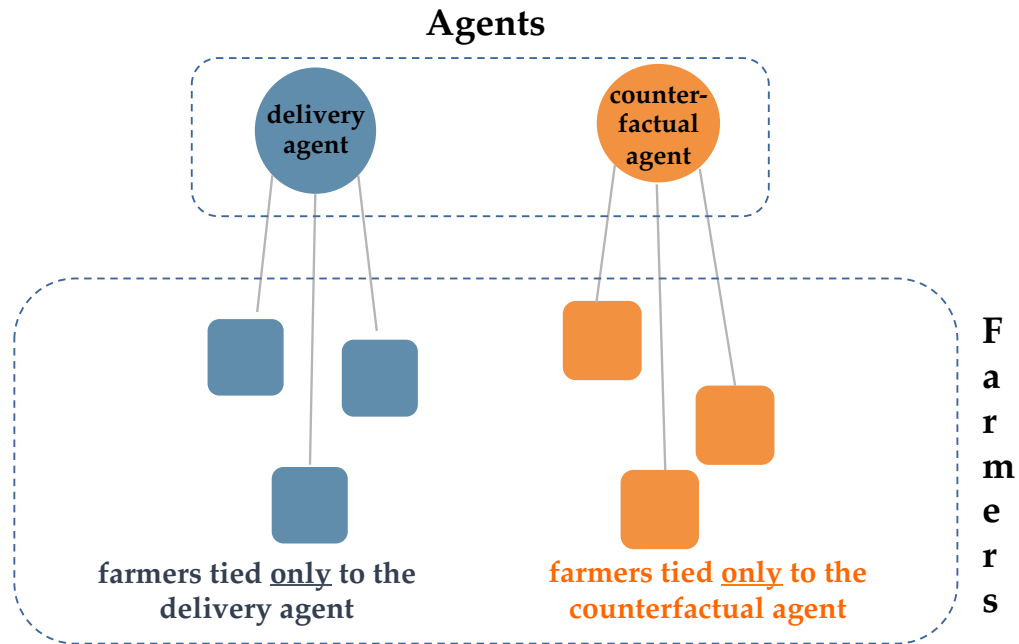 Agents
delivery
agent
counter-
factual
agent
farmers tied only to the
delivery agent
farmers tied only to the
counterfactual agent
F
a
r
m
e
r
s